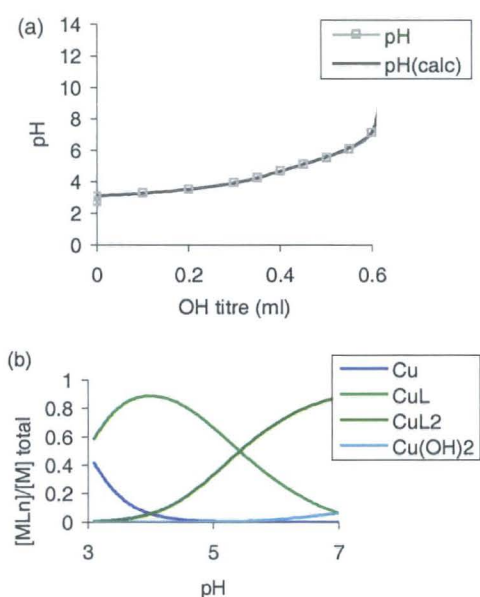 (a)
14
12
10
8
6
4
2
0
pH
0
0.2
0.4
0.6
OH titre (ml)
pH
pH(calc)
(b)
1
0.8
0.6
0.4
0.2
0
[MLn]/[M] total
3
5
7
pH
Cu
CuL
CuL2
Cu(OH)2